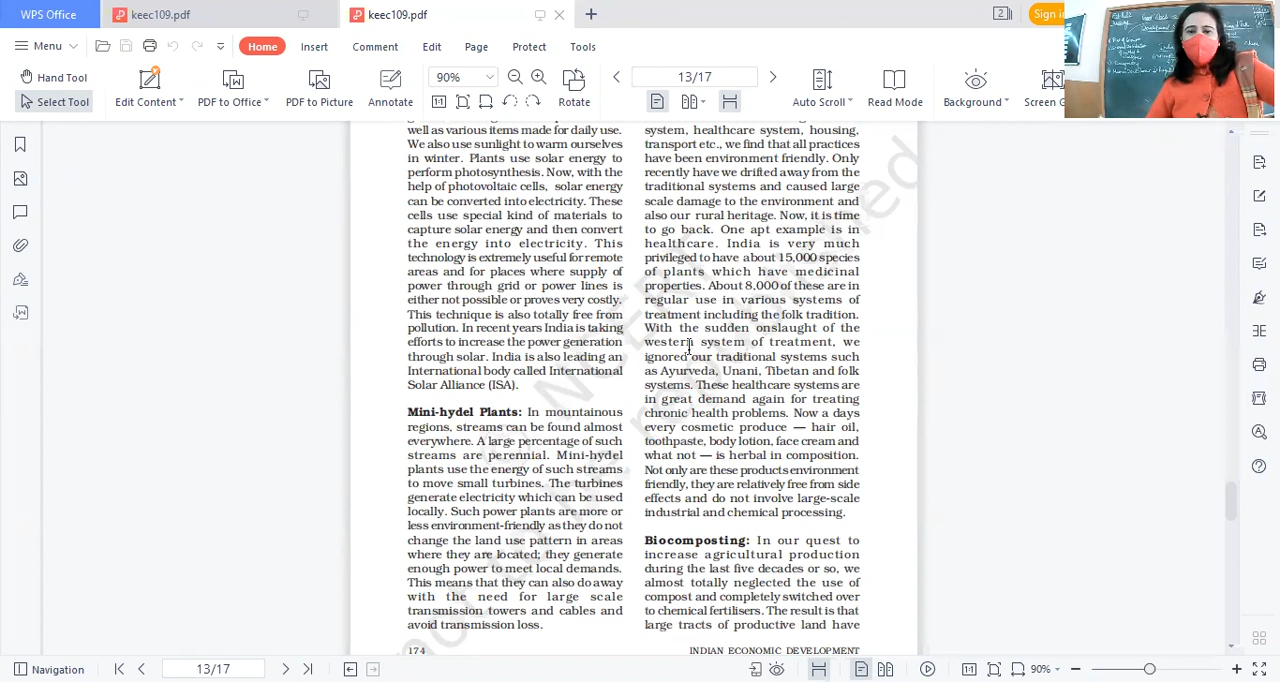 WPS Office
keec109.pdf
keec109.pdf
2
Sign in
Menu
Home
Insert
Comment
Edit
Page
Protect
Tools
Hand Tool
Select Tool
Edit Content
PDF to Office
PDF to Picture
Annotate
90%
13/17
Rotate
Auto Scroll
Read Mode
Background
Screen G
well as various items made for daily use.
We also use sunlight to warm ourselves
in winter. Plants use solar energy to
perform photosynthesis. Now, with the
help of photovoltaic cells, solar energy
can be converted into electricity. These
cells use special kind of materials to
capture solar energy and then convert
the energy into electricity. This
technology is extremely useful for remote
areas and for places where supply of
power through grid or power lines is
either not possible or proves very costly.
This technique is also totally free from
pollution. In recent years India is taking
efforts to increase the power generation
through solar. India is also leading an
International body called International
Solar Alliance (ISA).
Mini-hydel Plants: In mountainous
regions, streams can be found almost
everywhere. A large percentage of such
streams are perennial. Mini-hydel
plants use the energy of such streams
to move small turbines. The turbines
generate electricity which can be used
locally. Such power plants are more or
less environment-friendly as they do not
change the land use pattern in areas
where they are located; they generate
enough power to meet local demands.
This means that they can also do away
with the need for large scale
transmission towers and cables and
avoid transmission loss.
174
system, healthcare system, housing,
transport etc., we find that all practices
have been environment friendly. Only
recently have we drifted away from the
traditional systems and caused large
scale damage to the environment and
also our rural heritage. Now, it is time
to go back. One apt example is in
healthcare. India is very much
privileged to have about 15,000 species
of plants which have medicinal
properties. About 8,000 of these are in
regular use in various systems of
treatment including the folk tradition.
With the sudden onslaught of the
western system of treatment, we
ignored our traditional systems such
as Ayurveda, Unani, Tibetan and folk
systems. These healthcare systems are
in great demand again for treating
chronic health problems. Now a days
every cosmetic produce — hair oil,
toothpaste, body lotion, face cream and
what not — is herbal in composition.
Not only are these products environment
friendly, they are relatively free from side
effects and do not involve large-scale
industrial and chemical processing.
Biocomposting: In our quest to
increase agricultural production
during the last five decades or so, we
almost totally neglected the use of
compost and completely switched over
to chemical fertilisers. The result is that
large tracts of productive land have
INDIAN ECONOMIC DEVELOPMENT
Navigation
13/17
90%